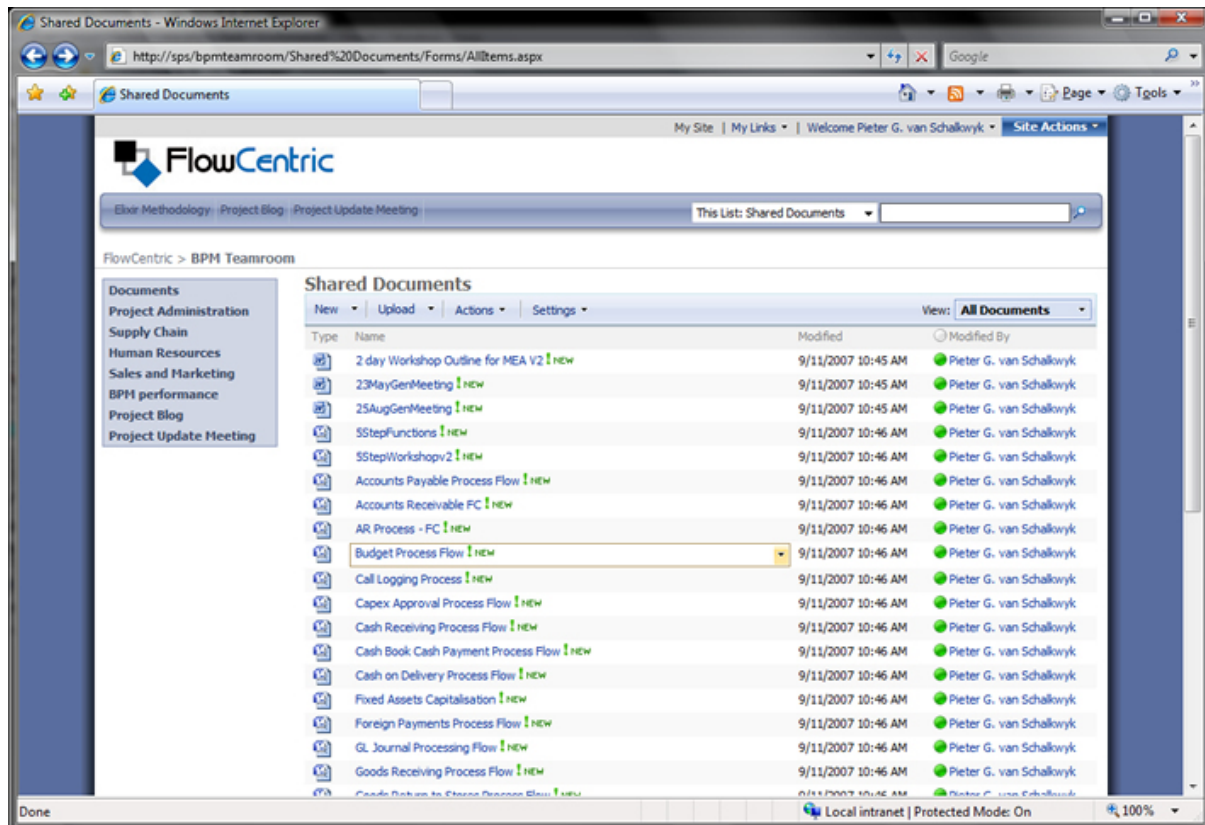 Shared Documents - Windows Internet Explorer
http://sps/bpmteamroom/Shared%20Documents/Forms/AllItems.aspx
Google
Shared Documents
Page
Tools
My Site | My Links | Welcome Pieter G. van Schalkwyk
Site Actions
FlowCentric
Elixir Methodology Project Blog Project Update Meeting
This List: Shared Documents
FlowCentric > BPM Teamroom
Documents
Project Administration
Supply Chain
Human Resources
Sales and Marketing
BPM performance
Project Blog
Project Update Meeting
Shared Documents
New Upload Actions Settings View: All Documents
Type Name Modified Modified By
2 day Workshop Outline for MEA V2 ! NEW 9/11/2007 10:45 AM Pieter G. van Schalkwyk
23MayGenMeeting ! NEW 9/11/2007 10:45 AM Pieter G. van Schalkwyk
25AugGenMeeting ! NEW 9/11/2007 10:45 AM Pieter G. van Schalkwyk
5StepFunctions ! NEW 9/11/2007 10:46 AM Pieter G. van Schalkwyk
5StepWorkshopv2 ! NEW 9/11/2007 10:46 AM Pieter G. van Schalkwyk
Accounts Payable Process Flow ! NEW 9/11/2007 10:46 AM Pieter G. van Schalkwyk
Accounts Receivable FC ! NEW 9/11/2007 10:46 AM Pieter G. van Schalkwyk
AR Process - FC ! NEW 9/11/2007 10:46 AM Pieter G. van Schalkwyk
Budget Process Flow ! NEW 9/11/2007 10:46 AM Pieter G. van Schalkwyk
Call Logging Process ! NEW 9/11/2007 10:46 AM Pieter G. van Schalkwyk
Capex Approval Process Flow ! NEW 9/11/2007 10:46 AM Pieter G. van Schalkwyk
Cash Receiving Process Flow ! NEW 9/11/2007 10:46 AM Pieter G. van Schalkwyk
Cash Book Cash Payment Process Flow ! NEW 9/11/2007 10:46 AM Pieter G. van Schalkwyk
Cash on Delivery Process Flow ! NEW 9/11/2007 10:46 AM Pieter G. van Schalkwyk
Fixed Assets Capitalisation ! NEW 9/11/2007 10:46 AM Pieter G. van Schalkwyk
Foreign Payments Process Flow ! NEW 9/11/2007 10:46 AM Pieter G. van Schalkwyk
GL Journal Processing Flow ! NEW 9/11/2007 10:46 AM Pieter G. van Schalkwyk
Goods Receiving Process Flow ! NEW 9/11/2007 10:46 AM Pieter G. van Schalkwyk
Goods Return to Stores Process Flow ! NEW 9/11/2007 10:46 AM Pieter G. van Schalkwyk
Done Local intranet | Protected Mode: On 100%